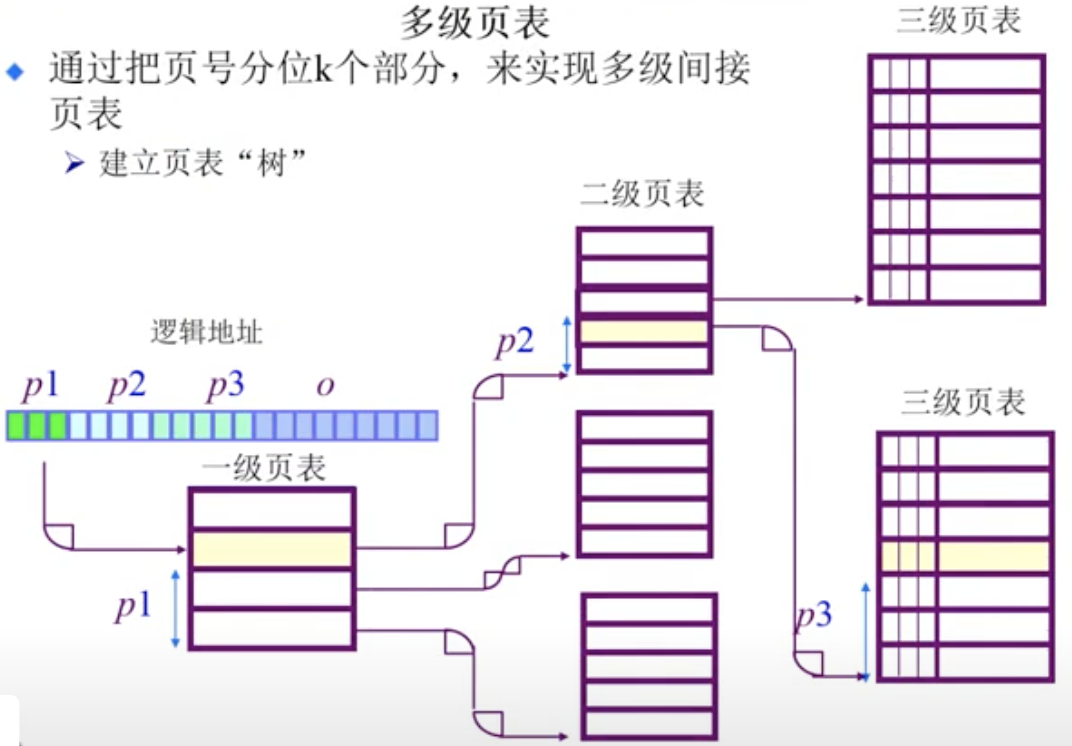 多级页表
通过把页号分位k个部分，来实现多级间接
页表
建立页表“树”
三级页表
二级页表
逻辑地址
p1 p2 p3 o
p2
一级页表
p1
三级页表
p3